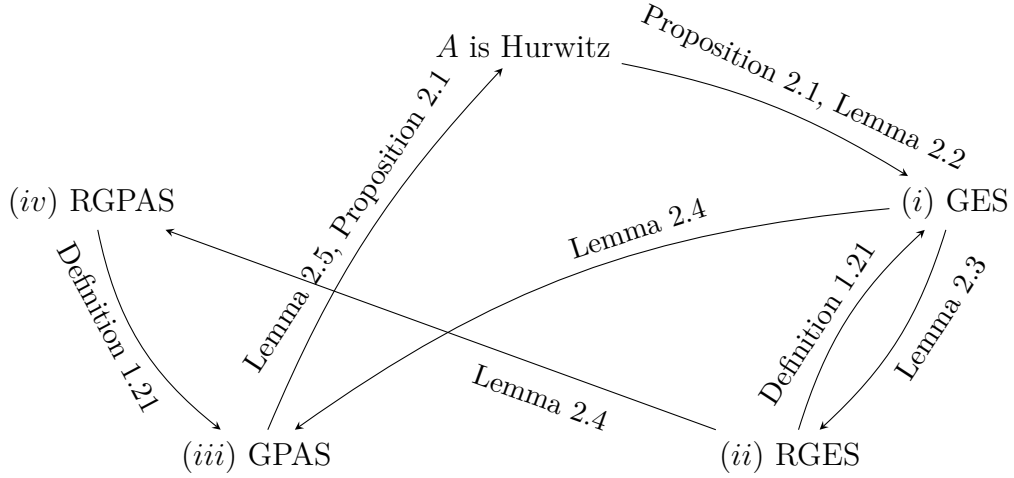 A is Hurwitz
Proposition 2.1, Lemma 2.2
Lemma 2.5, Proposition 2.1
(iv) RGPAS
(i) GES
Lemma 2.4
Definition 1.21
Definition 1.21
Lemma 2.3
Lemma 2.4
(iii) GPAS
(ii) RGES